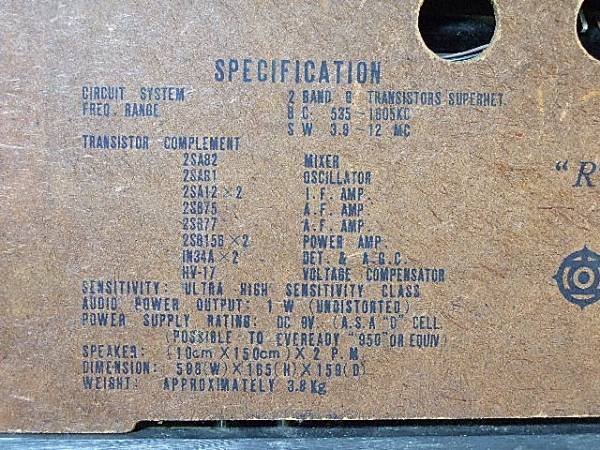 SPECIFICATION
CIRCUIT SYSTEM 2 BAND 8 TRANSISTORS SUPERHET.
FREQ. RANGE B C. 535-1605KC
S W. 3.9-12 MC
TRANSISTOR COMPLEMENT
2SA82 MIXER
2SA81 OSCILLATOR
2SA12×2 I.F. AMP.
2SB75 A.F. AMP.
2SB77 A.F. AMP.
2SB156×2 POWER AMP.
IN34A×2 DET. & A.G.C.
HV-17 VOLTAGE COMPENSATOR
SENSITIVITY: ULTRA HIGH SENSITIVITY CLASS
AUDIO POWER OUTPUT: 1-W (UNDISTONTED)
POWER SUPPLY RATING: DC 9V. (A.S.A "D" CELL
(POSSIBLE TO EVEREADY "950" OR EQUIV)
SPEAKER: (10cm×150cm)×2 P.M.
DIMENSION: 598(W)×165(H)×159(D)
WEIGHT: APPROXIMATELY 3.8Kg
"R